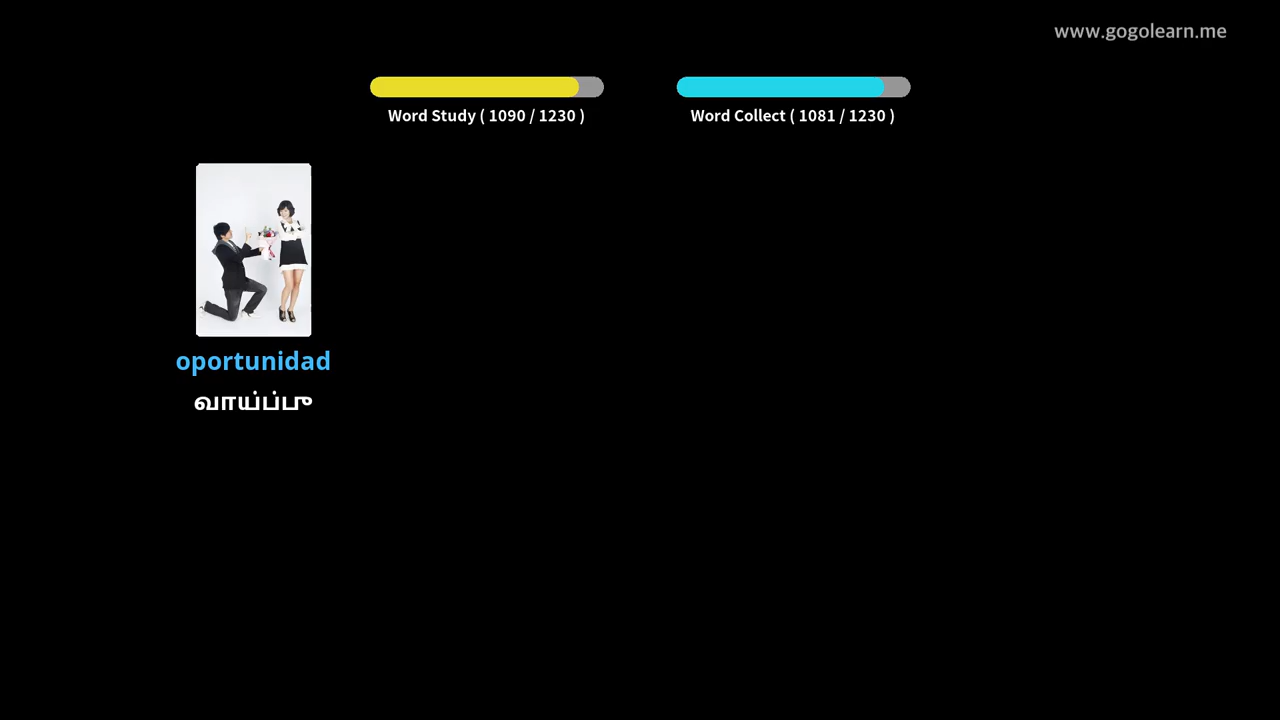 www.gogolearn.me
Word Study ( 1090 / 1230 )
Word Collect ( 1081 / 1230 )
oportunidad
வாய்ப்பு